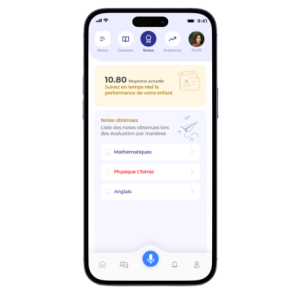 9:41
Menu Dossiers Notes Présence Profil
10.80 Moyenne actuelle
Suivez en temps réel la
performance de votre enfant
Notes obtenues
Liste des notes obtenues lors
des évaluation par matières
Mathématiques
Physique Chimie
Anglais